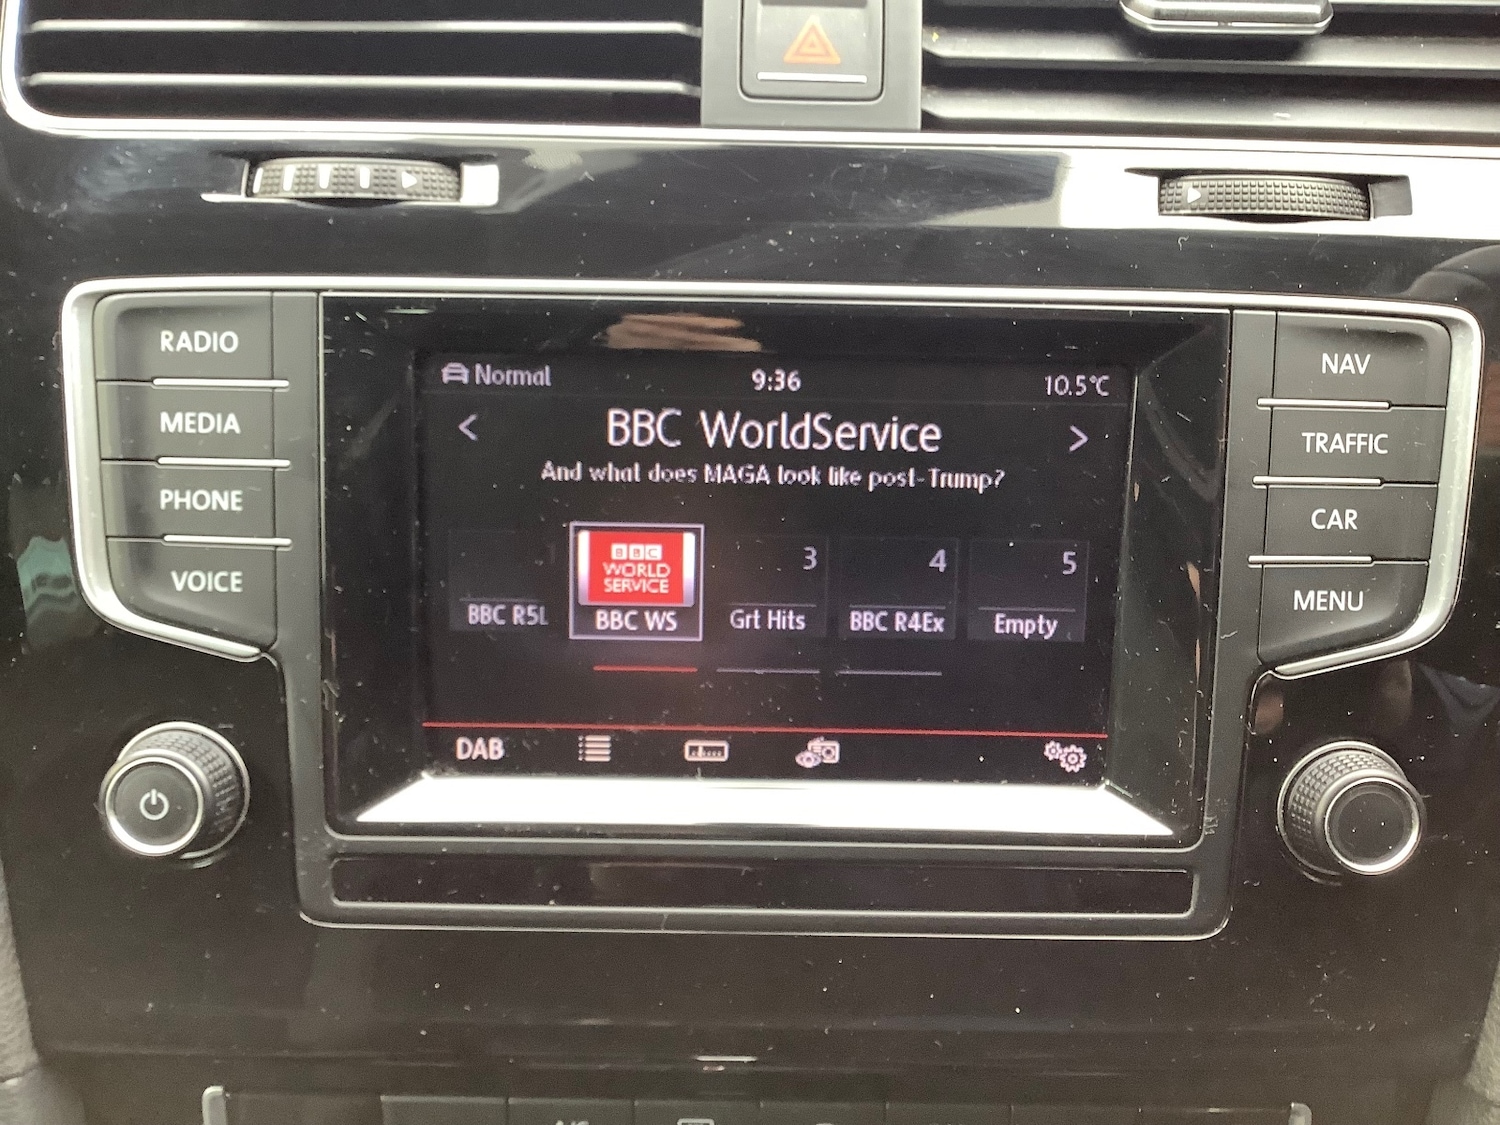 RADIO
MEDIA
PHONE
VOICE
Normal
9:36
10.5°C
< BBC WorldService >
And what does MAGA look like post-Trump?
1
BBC R5L
BBC
WORLD
SERVICE
BBC WS
3
Grt Hits
4
BBC R4Ex
5
Empty
DAB
NAV
TRAFFIC
CAR
MENU